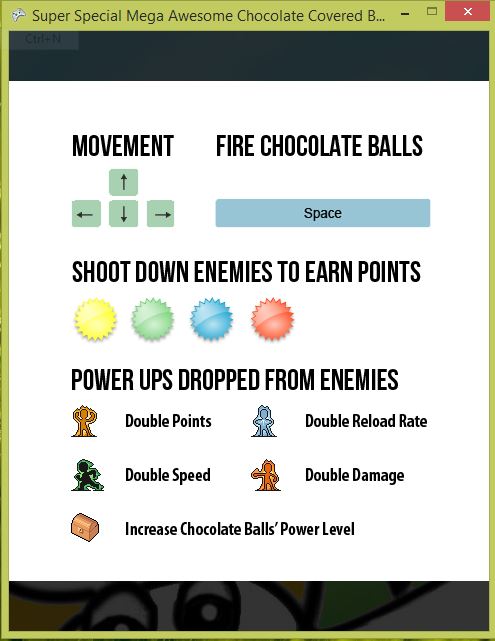 Super Special Mega Awesome Chocolate Covered B...
Ctrl+N
MOVEMENT
FIRE CHOCOLATE BALLS
↑
← ↓ →
Space
SHOOT DOWN ENEMIES TO EARN POINTS
POWER UPS DROPPED FROM ENEMIES
Double Points
Double Reload Rate
Double Speed
Double Damage
Increase Chocolate Balls' Power Level